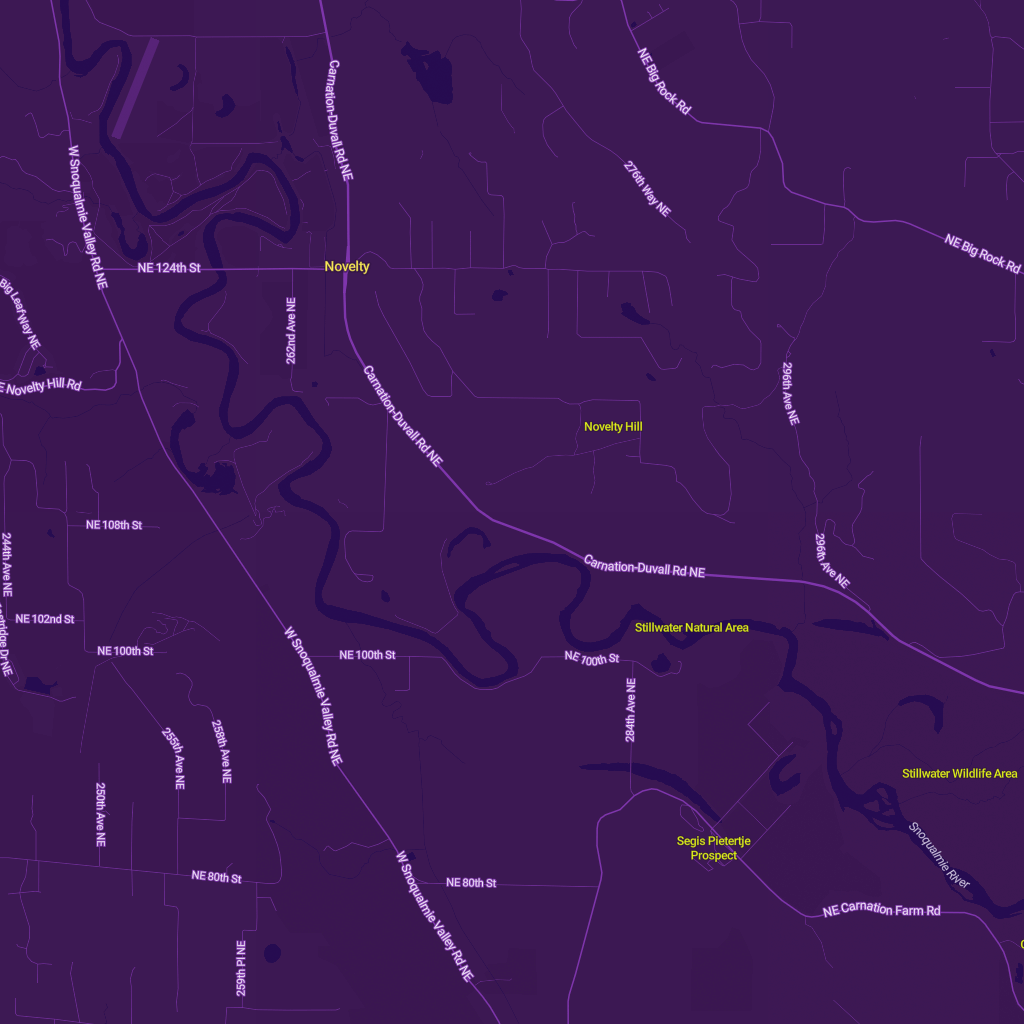 NE Big Rock Rd
Carnation-Duvall Rd NE
W Snoqualmie Valley Rd NE
276th Way NE
NE Big Rock Rd
NE 124th St
Novelty
Big Leaf Way NE
262nd Ave NE
E Novelty Hill Rd
Carnation-Duvall Rd NE
296th Ave NE
Novelty Hill
NE 108th St
244th Ave NE
Carnation-Duvall Rd NE
296th Ave NE
NE 102nd St
Stillwater Natural Area
NE 100th St
W Snoqualmie Valley Rd NE
NE 100th St
NE 100th St
284th Ave NE
255th Ave NE
258th Ave NE
Stillwater Wildlife Area
250th Ave NE
Segis Pietertje
Prospect
Snoqualmie River
NE 80th St
NE 80th St
W Snoqualmie Valley Rd NE
NE Carnation Farm Rd
259th Pl NE